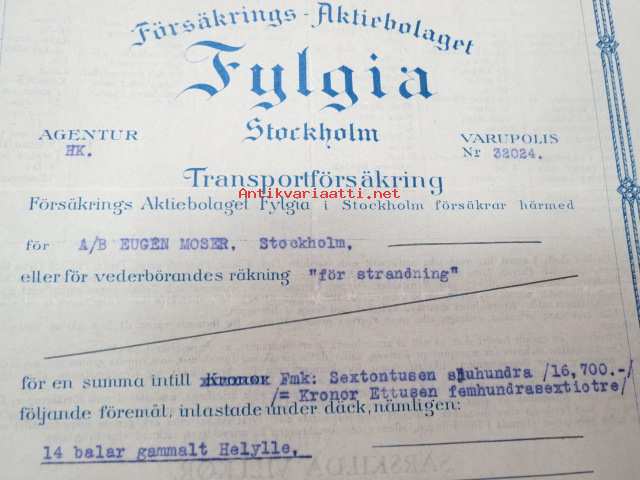 Försäkrings-Aktiebolaget
Fylgia
Stockholm
AGENTUR
HK.
VARUPOLIS
Nr 32024.
Transportförsäkring
Antikvariaatti.net
Försäkrings Aktiebolaget Fylgia i Stockholm försäkrar härmed
för A/B EUGEN MOSER, Stockholm,
eller för vederbörandes räkning "för strandning"
för en summa intill Kronor Fmk: Sextontusen sjuhundra /16,700.-/
/= Kronor Ettusen femhundrasextiotre/
följande föremål, inlastade under däck, nämligen:
14 balar gammalt Helylle,
SÄRSKILDA VILLKOR